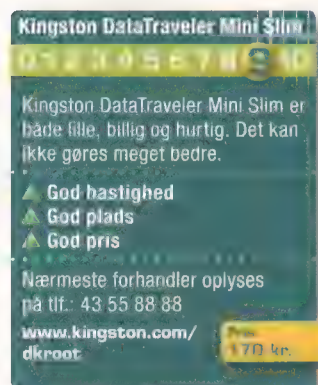 Kingston DataTraveler Mini Slim
0 1 2 3 4 5 6 7 8 9 10
Kingston DataTraveler Mini Slim er
både lille, billig og hurtig. Det kan
ikke gøres meget bedre.
God hastighed
God plads
God pris
Nærmeste forhandler oplyses
på tlf.: 43 55 88 88
www.kingston.com/
dkroot
Pris:
170 kr.